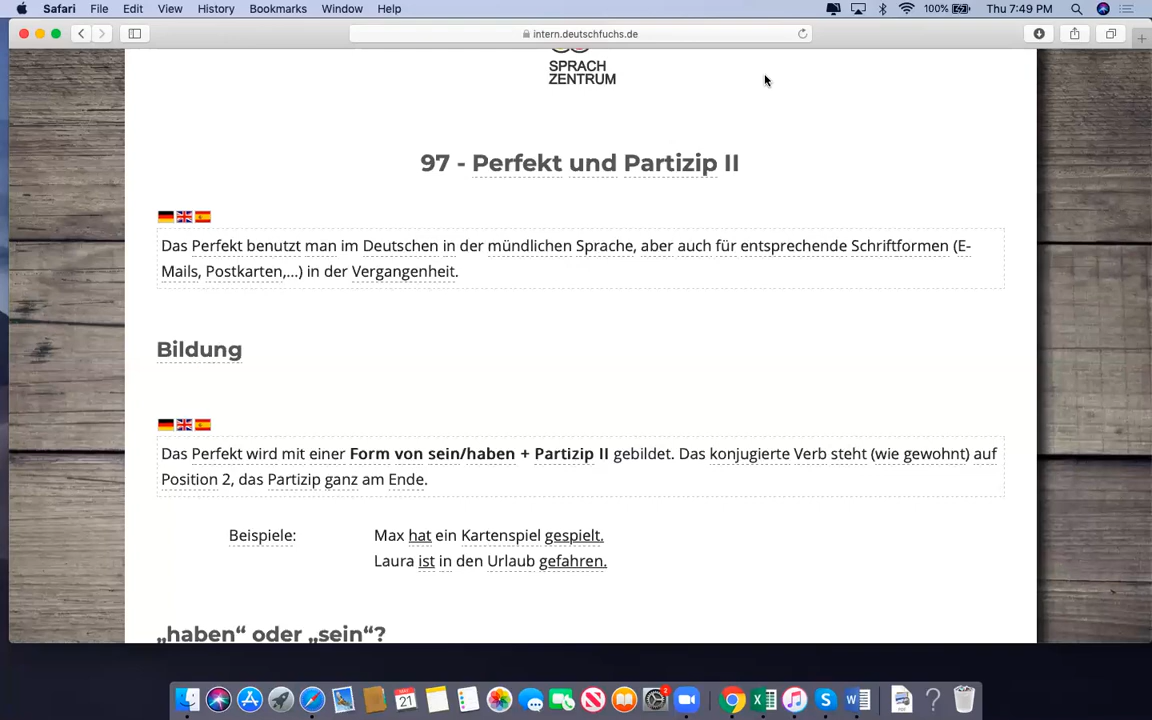 Safari File Edit View History Bookmarks Window Help 100% Thu 7:49 PM
intern.deutschfuchs.de
SPRACH
ZENTRUM
97 - Perfekt und Partizip II
Das Perfekt benutzt man im Deutschen in der mündlichen Sprache, aber auch für entsprechende Schriftformen (E-
Mails, Postkarten,...) in der Vergangenheit.
Bildung
Das Perfekt wird mit einer Form von sein/haben + Partizip II gebildet. Das konjugierte Verb steht (wie gewohnt) auf
Position 2, das Partizip ganz am Ende.
Beispiele: Max hat ein Kartenspiel gespielt.
Laura ist in den Urlaub gefahren.
„haben“ oder „sein“?
21 2